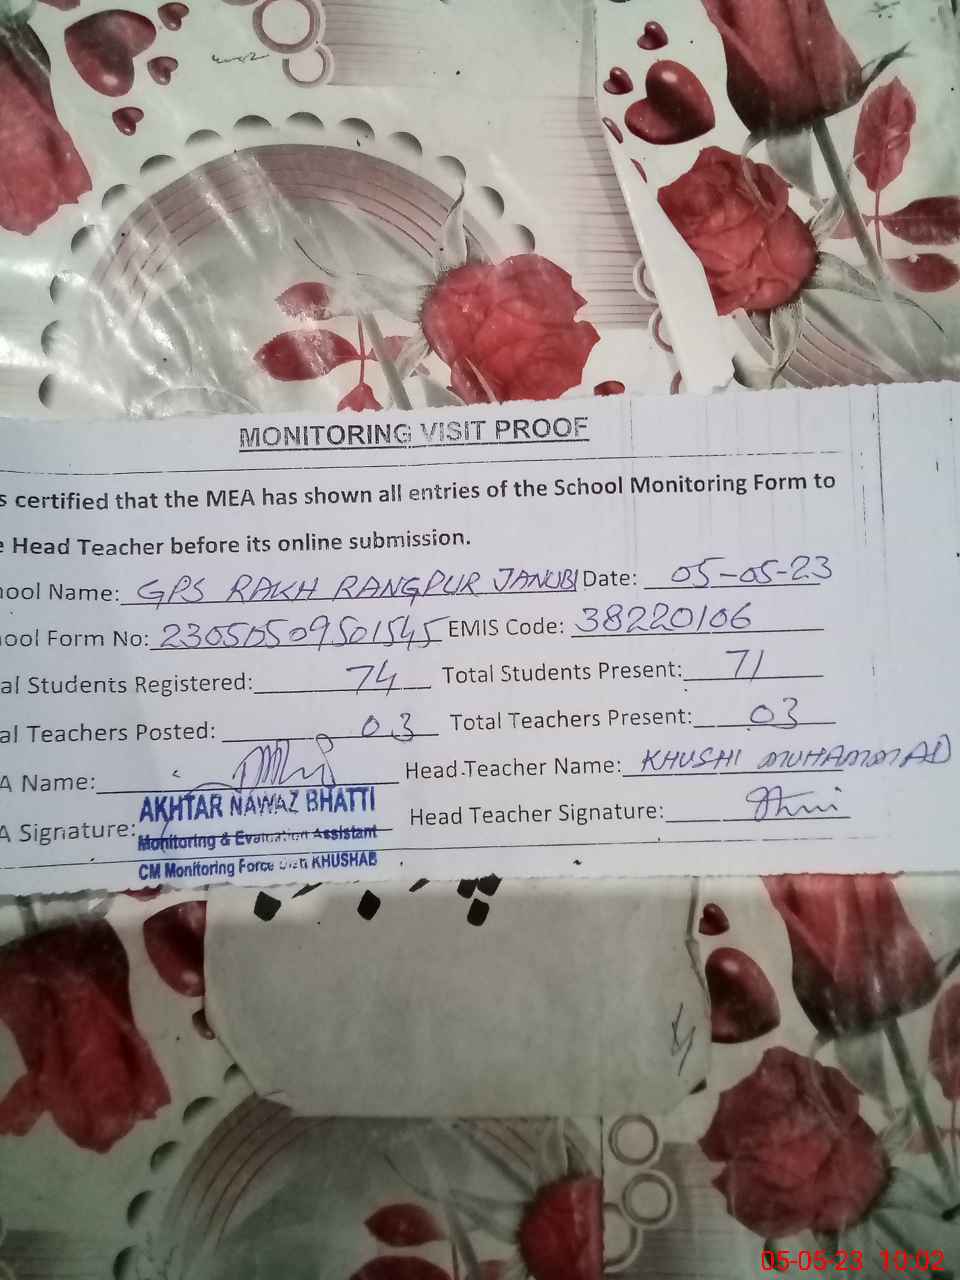 MONITORING VISIT PROOF
s certified that the MEA has shown all entries of the School Monitoring Form to
e Head Teacher before its online submission.
hool Name: GPS RAKH RANGPUR JANUBI Date: 05-05-23
hool Form No: 23050509501545 EMIS Code: 38220106
al Students Registered: 74 Total Students Present: 71
al Teachers Posted: 03 Total Teachers Present: 03
A Name: Head Teacher Name: KHUSHI MUHAMMAD
A Signature: AKHTAR NAWAZ BHATTI Head Teacher Signature:
Monitoring & Evaluation Assistant
CM Monitoring Force Distt KHUSHAB
05-05-23 10:02